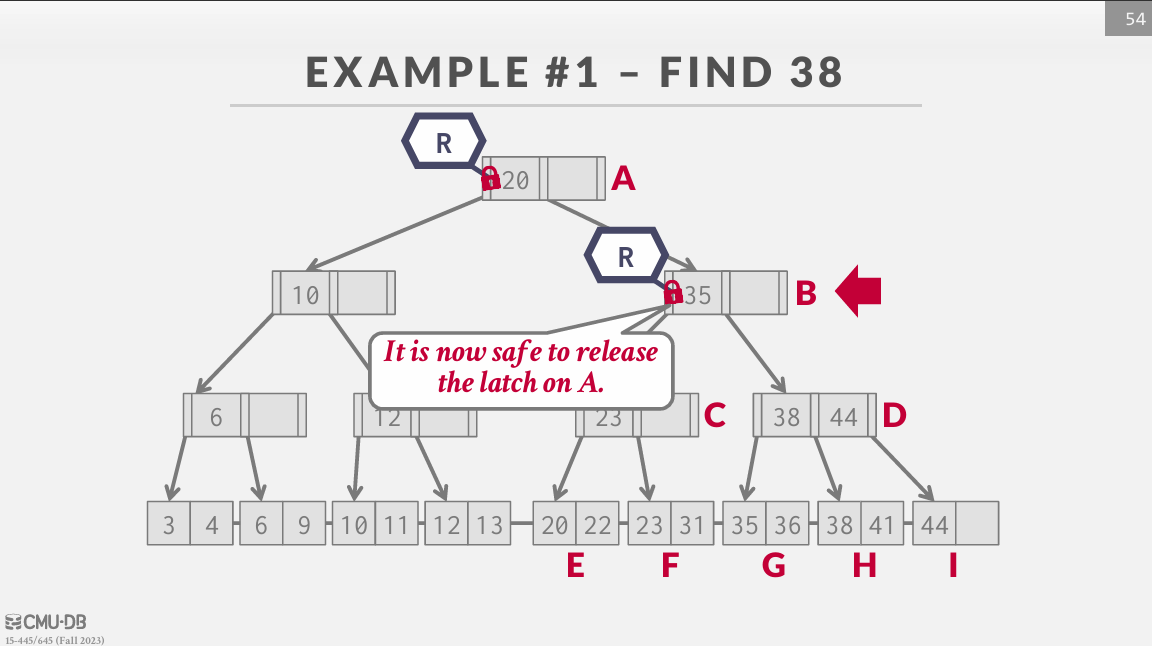 54
EXAMPLE #1 – FIND 38
R
20
A
R
10
35
B
It is now safe to release
the latch on A.
6
12
23
C
38
44
D
3
4
6
9
10
11
12
13
20
22
23
31
35
36
38
41
44
E
F
G
H
I
CMU·DB
15-445/645 (Fall 2023)